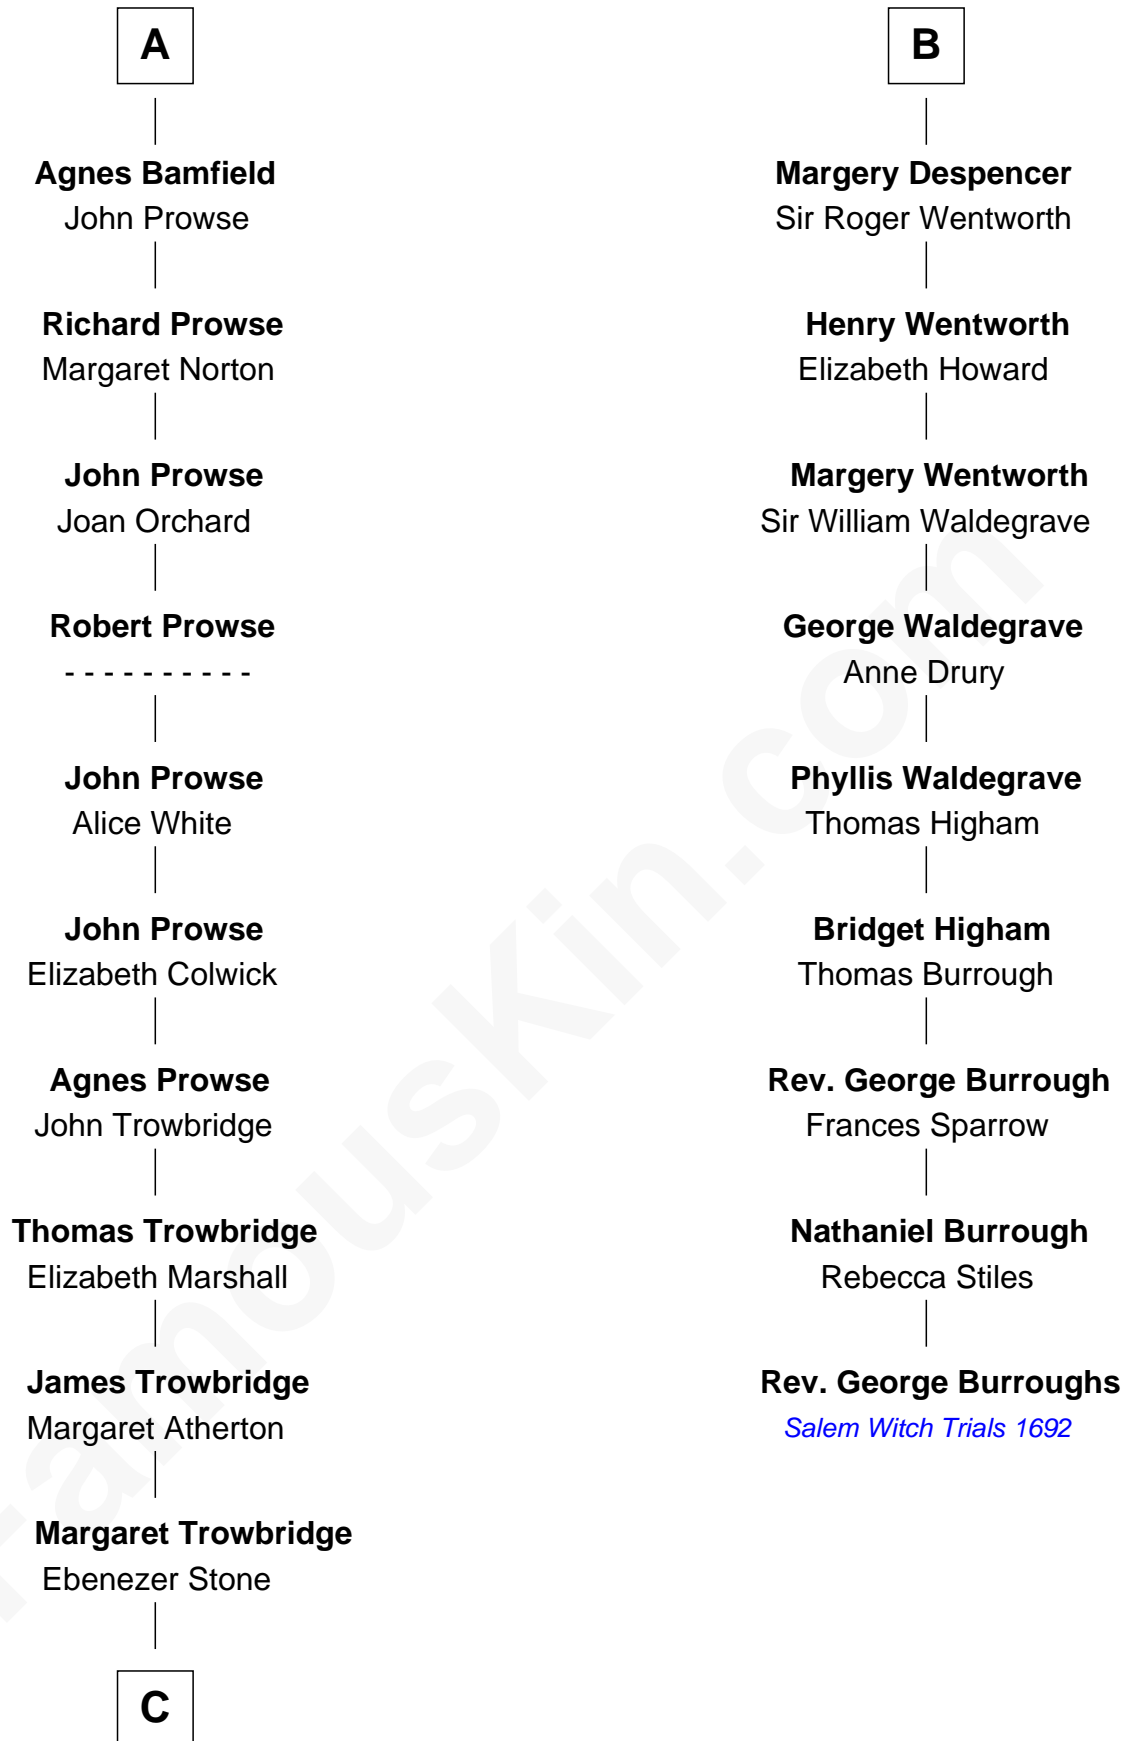 A
Agnes Bamfield
John Prowse
Richard Prowse
Margaret Norton
John Prowse
Joan Orchard
Robert Prowse
- - - - - - - - - -
John Prowse
Alice White
John Prowse
Elizabeth Colwick
Agnes Prowse
John Trowbridge
Thomas Trowbridge
Elizabeth Marshall
James Trowbridge
Margaret Atherton
Margaret Trowbridge
Ebenezer Stone
C
B
Margery Despencer
Sir Roger Wentworth
Henry Wentworth
Elizabeth Howard
Margery Wentworth
Sir William Waldegrave
George Waldegrave
Anne Drury
Phyllis Waldegrave
Thomas Higham
Bridget Higham
Thomas Burrough
Rev. George Burrough
Frances Sparrow
Nathaniel Burrough
Rebecca Stiles
Rev. George Burroughs
Salem Witch Trials 1692
FamousKin.com